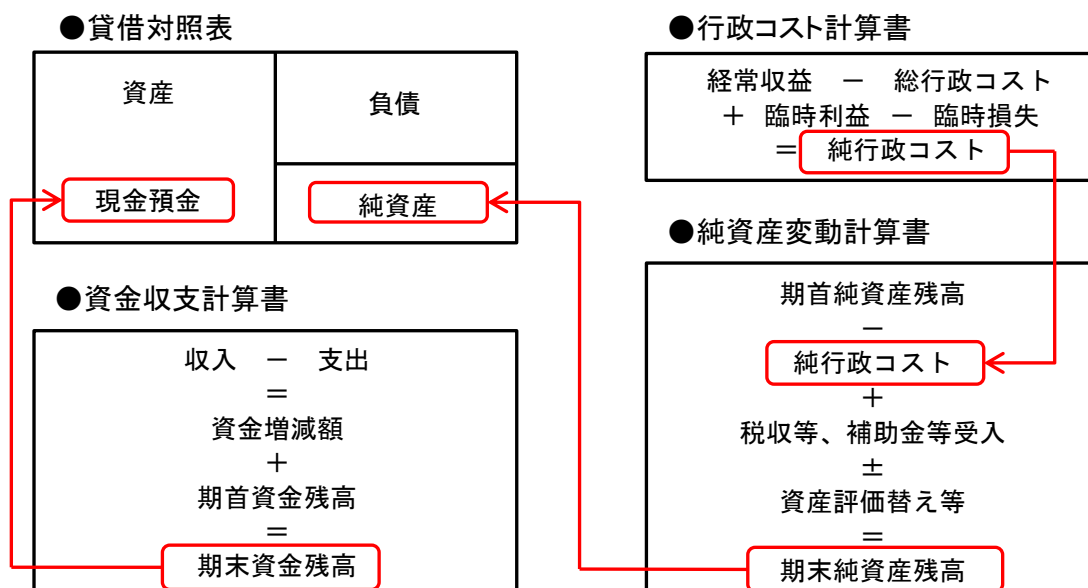 ●貸借対照表
資産
負債
現金預金
純資産
●資金収支計算書
収入　－　支出
＝
資金増減額
＋
期首資金残高
＝
期末資金残高
●行政コスト計算書
経常収益　－　総行政コスト
＋　臨時利益　－　臨時損失
＝　純行政コスト
●純資産変動計算書
期首純資産残高
－
純行政コスト
＋
税収等、補助金等受入
±
資産評価替え等
＝
期末純資産残高